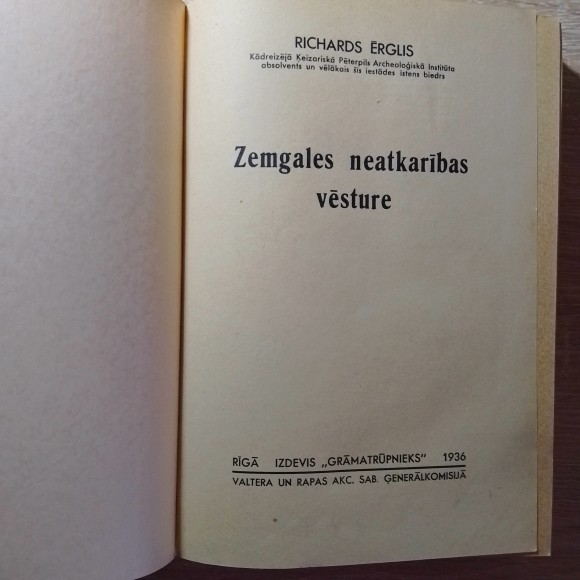 RICHARDS ĒRGLIS
Kādreizējā Ķeizariskā Pēterpils Archeoloģiskā Institūta
absolvents un vēlākais šīs iestādes īstens biedrs
Zemgales neatkarības
vēsture
RĪGĀ IZDEVIS „GRĀMATRŪPNIEKS" 1936
VALTERA UN RAPAS AKC. SAB. ĢENERĀLKOMISIJĀ